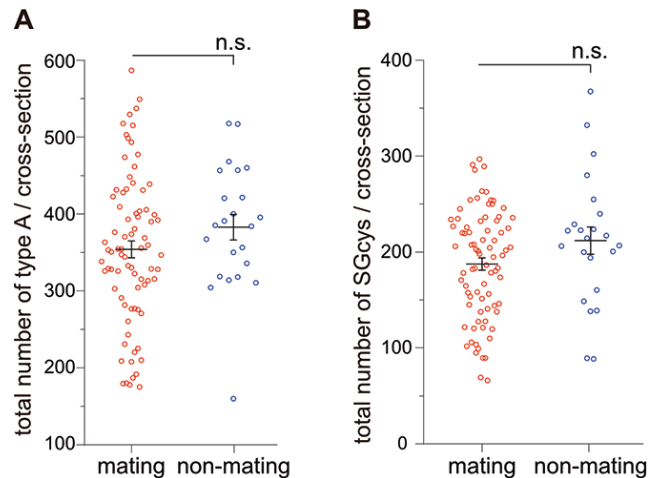 A
n.s.
total number of type A / cross-section
600
500
400
300
200
100
mating non-mating
B
n.s.
total number of SGcys / cross-section
400
300
200
100
0
mating non-mating